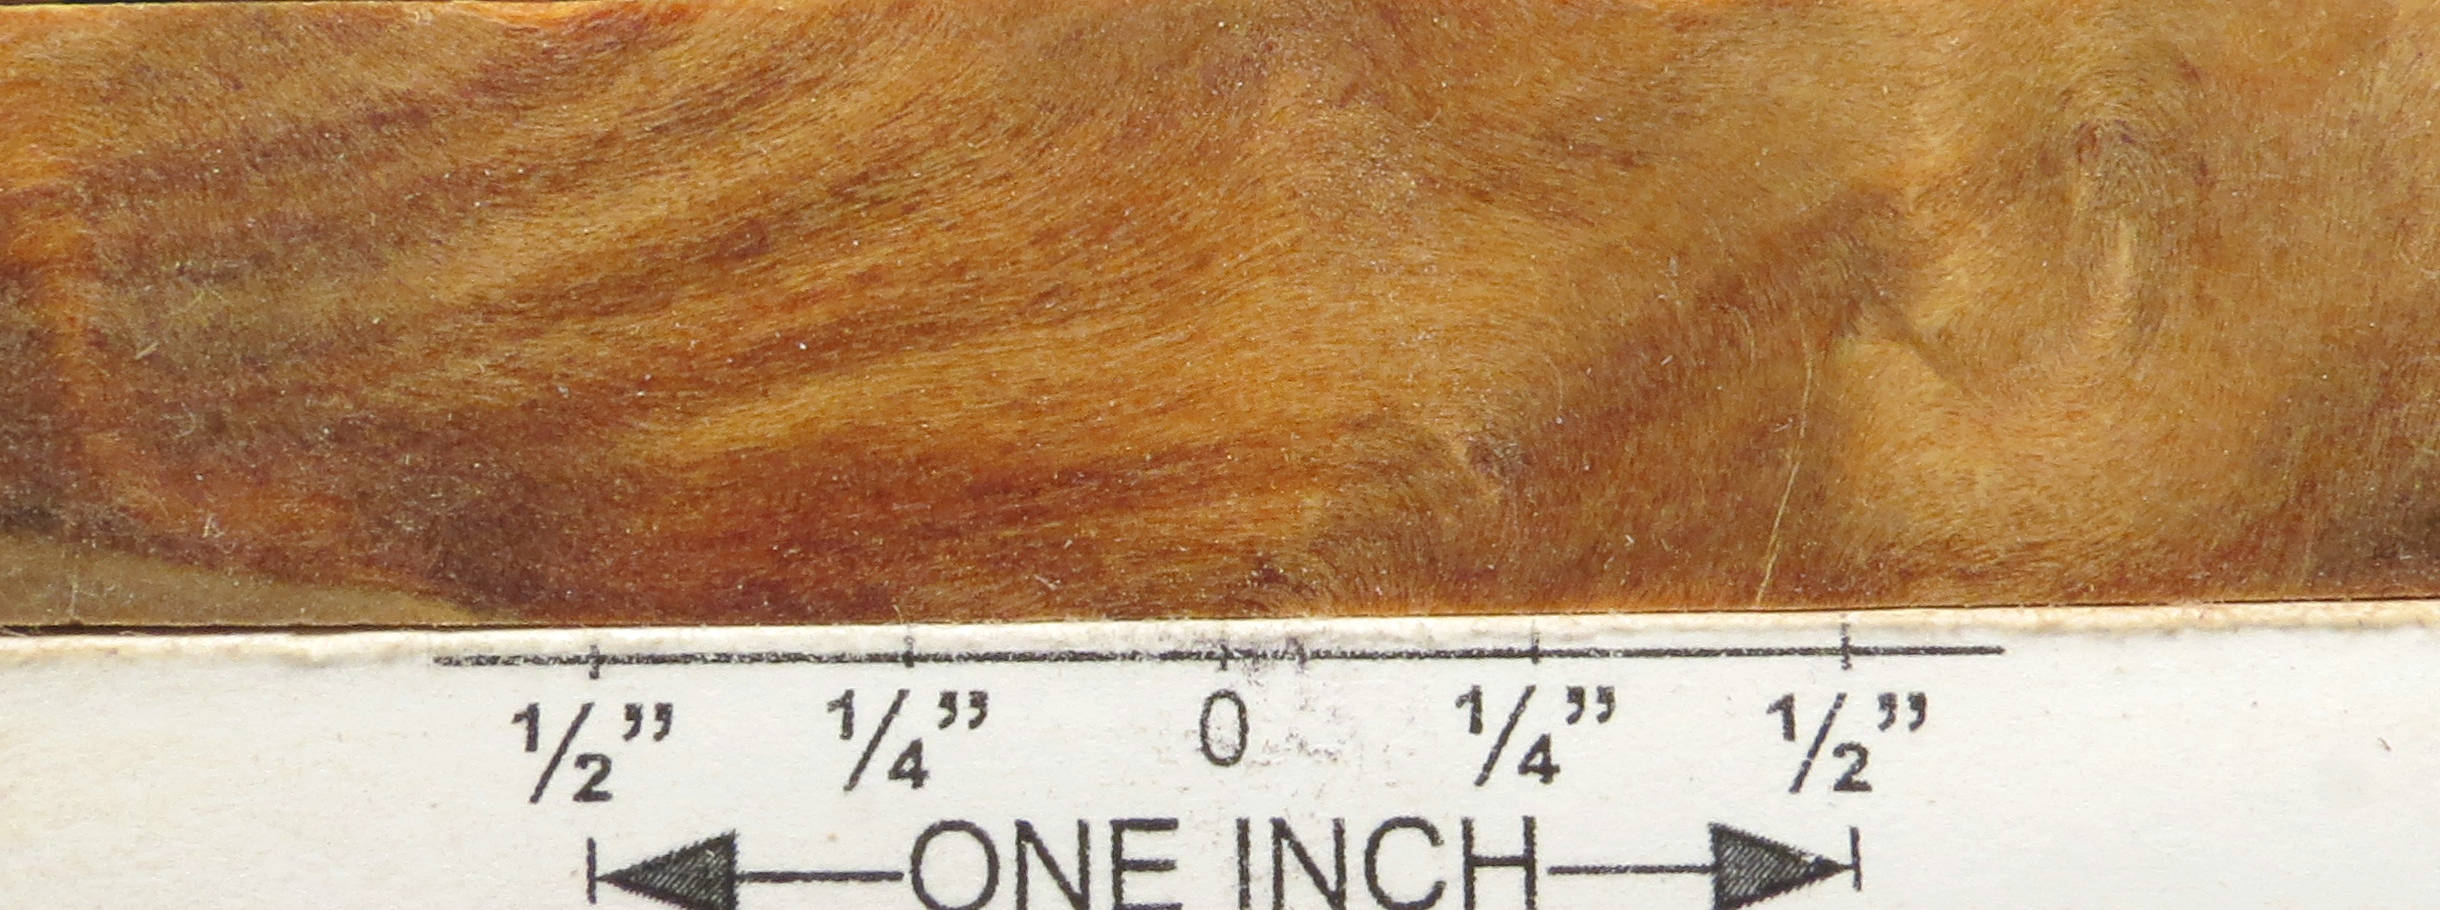 1/2” 1/4” 0 1/4” 1/2”
ONE INCH